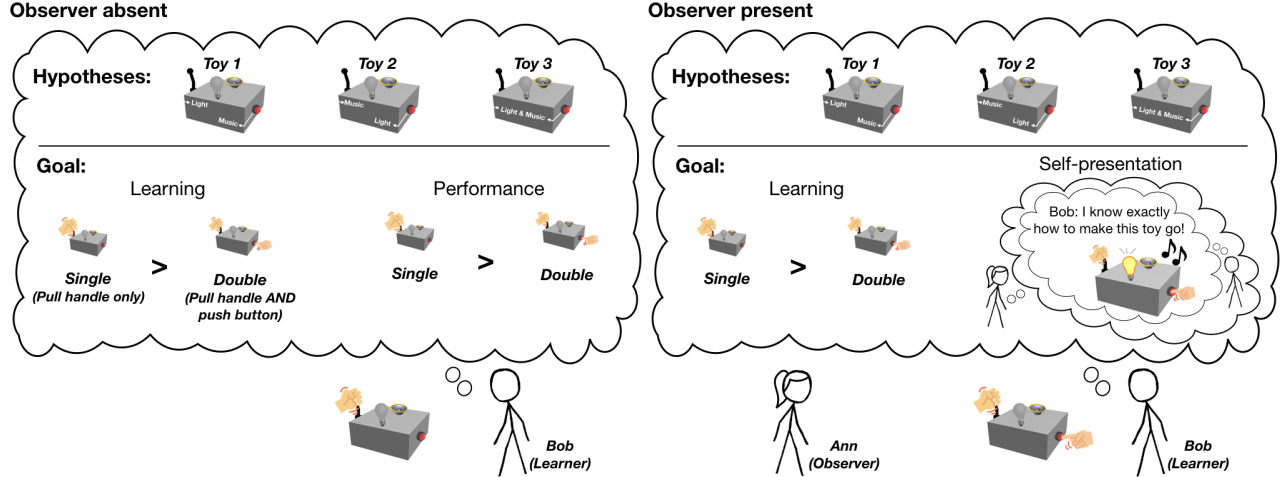 Observer absent
Hypotheses:
Toy 1
Toy 2
Toy 3
Light
Music
Music
Light
Light & Music
Goal:
Learning
Performance
Single
(Pull handle only)
>
Double
(Pull handle AND
push button)
Single
>
Double
Bob
(Learner)
Observer present
Hypotheses:
Toy 1
Toy 2
Toy 3
Light
Music
Music
Light
Light & Music
Goal:
Learning
Self-presentation
Single
>
Double
Bob: I know exactly
how to make this toy go!
Ann
(Observer)
Bob
(Learner)